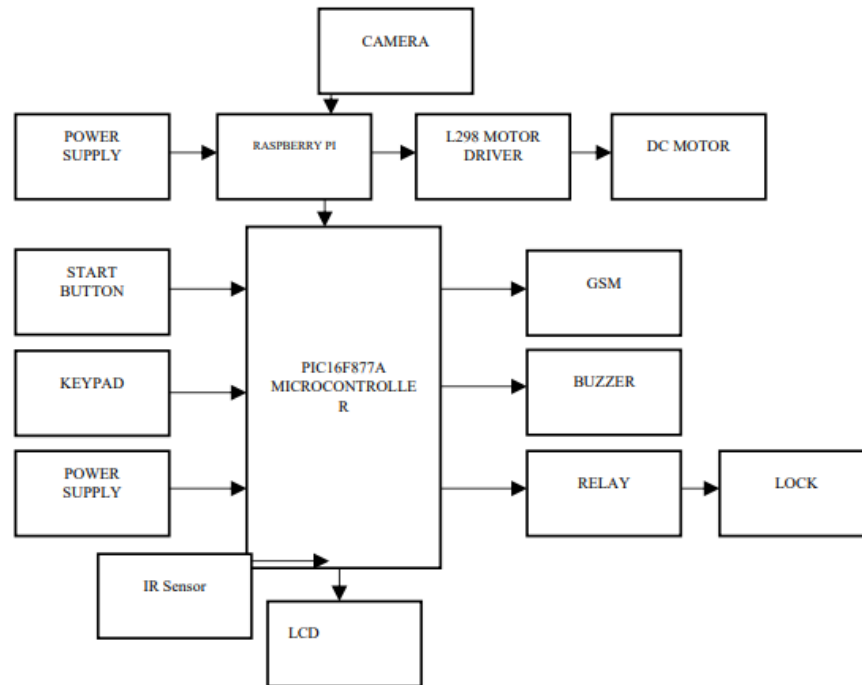 CAMERA
POWER
SUPPLY
RASPBERRY PI
L298 MOTOR
DRIVER
DC MOTOR
START
BUTTON
GSM
PIC16F877A
MICROCONTROLLE
R
KEYPAD
BUZZER
POWER
SUPPLY
RELAY
LOCK
IR Sensor
LCD